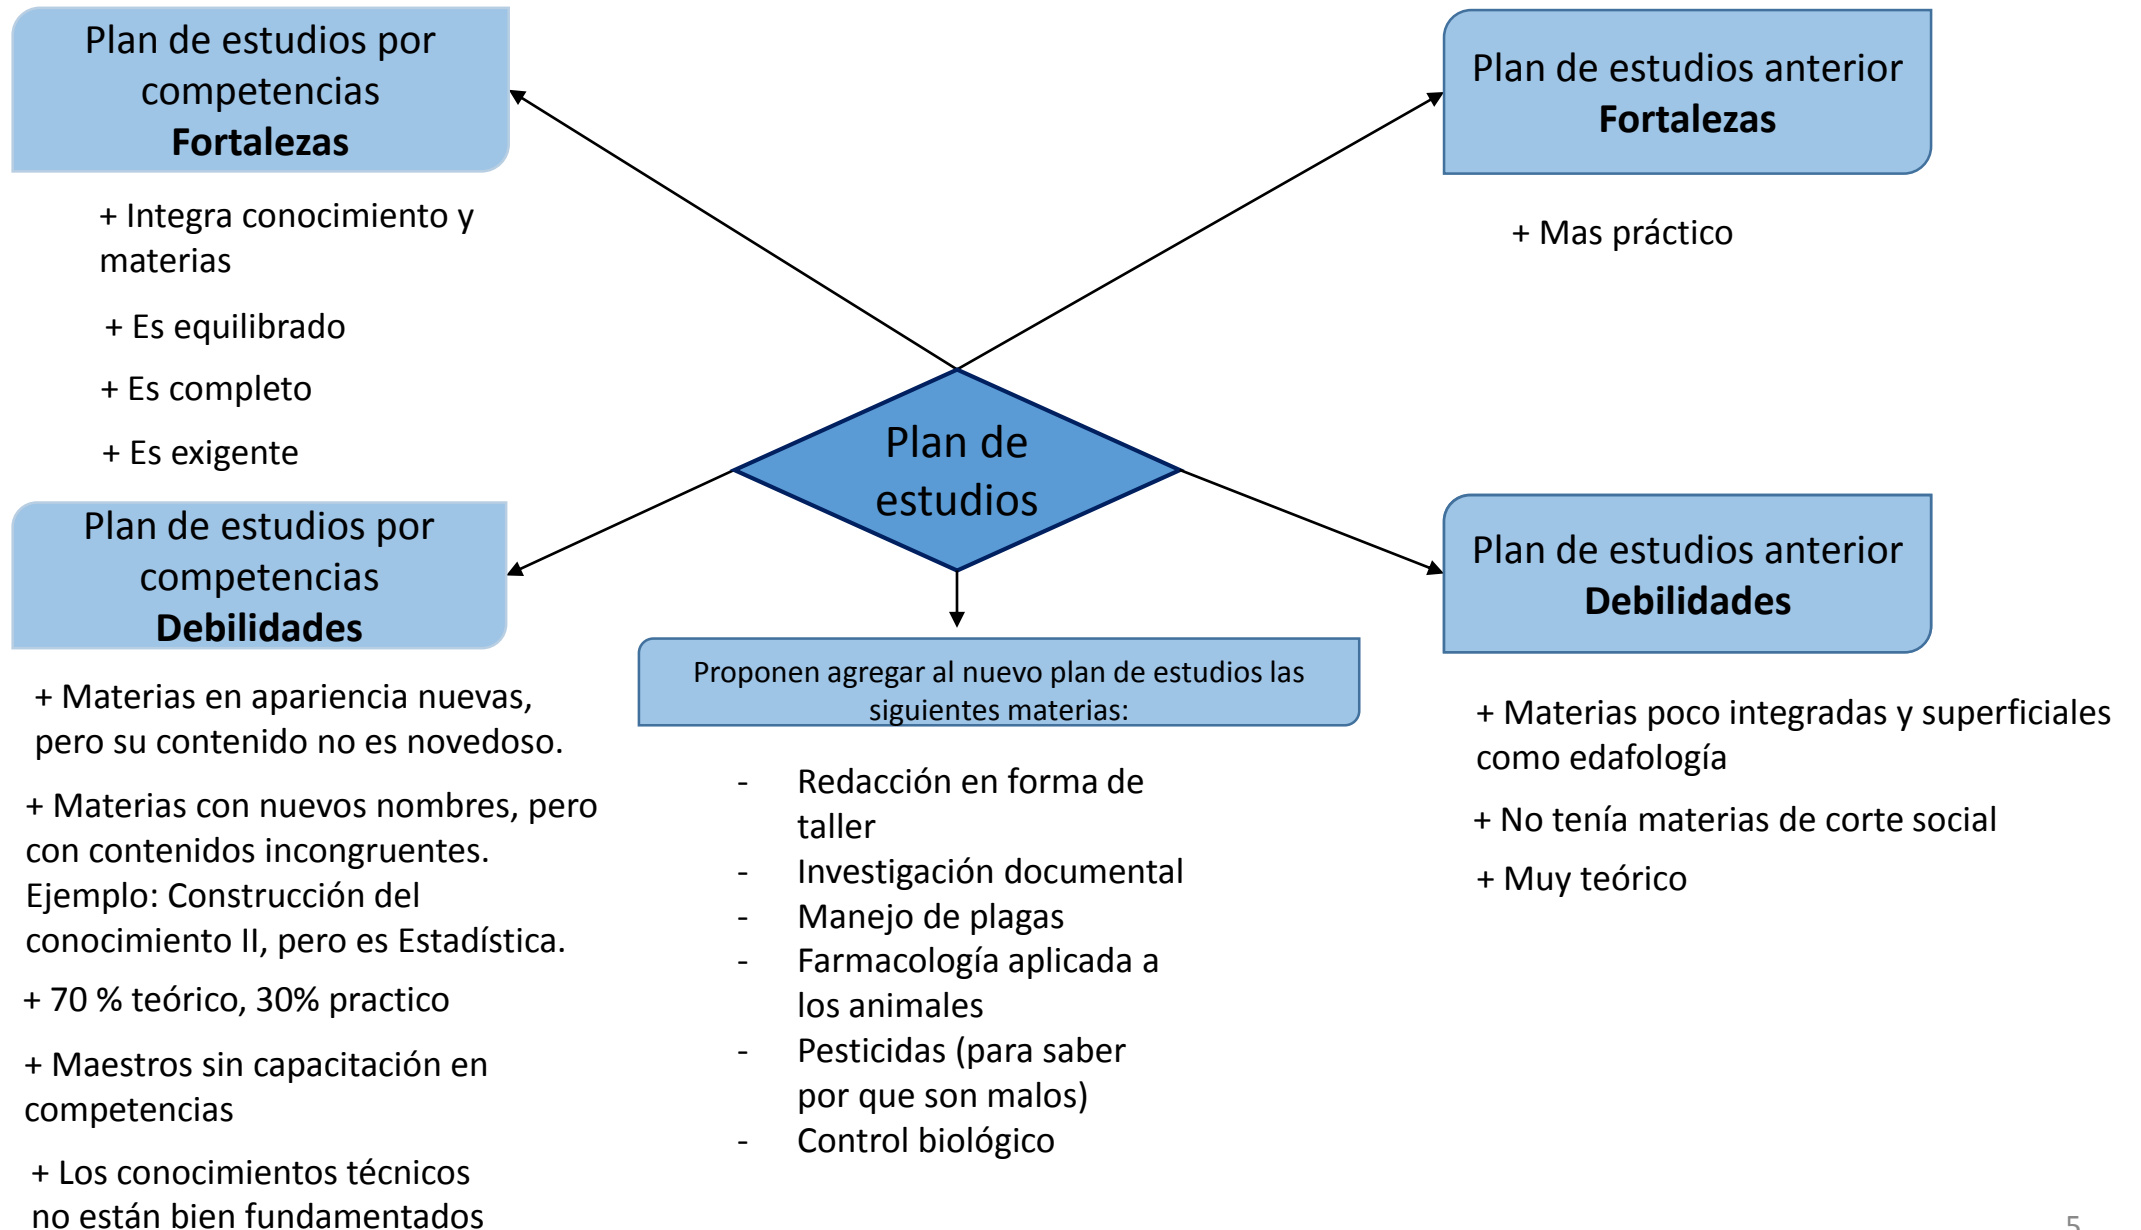 Plan de estudios por
competencias
Fortalezas
+ Integra conocimiento y
materias
+ Es equilibrado
+ Es completo
+ Es exigente
Plan de estudios anterior
Fortalezas
+ Mas práctico
Plan de
estudios
Plan de estudios por
competencias
Debilidades
+ Materias en apariencia nuevas,
pero su contenido no es novedoso.
+ Materias con nuevos nombres, pero
con contenidos incongruentes.
Ejemplo: Construcción del
conocimiento II, pero es Estadística.
+ 70 % teórico, 30% practico
+ Maestros sin capacitación en
competencias
+ Los conocimientos técnicos
no están bien fundamentados
Proponen agregar al nuevo plan de estudios las
siguientes materias:
- Redacción en forma de
taller
- Investigación documental
- Manejo de plagas
- Farmacología aplicada a
los animales
- Pesticidas (para saber
por que son malos)
- Control biológico
Plan de estudios anterior
Debilidades
+ Materias poco integradas y superficiales
como edafología
+ No tenía materias de corte social
+ Muy teórico
5